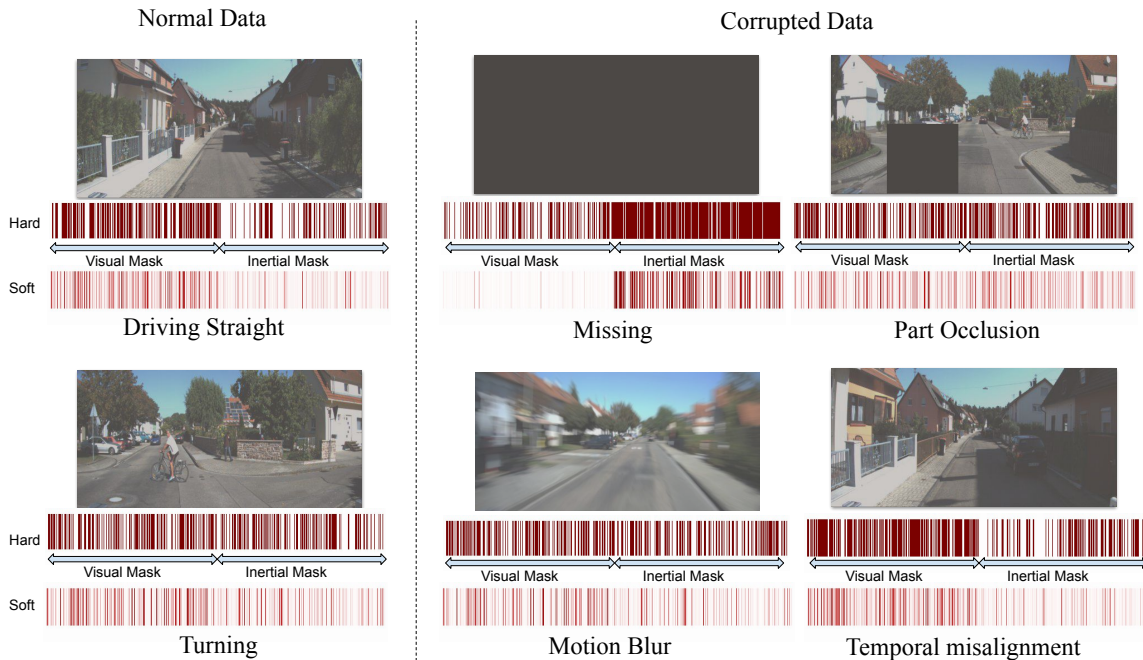 Normal Data
Corrupted Data
Hard
Visual Mask
Inertial Mask
Soft
Driving Straight
Visual Mask
Inertial Mask
Missing
Visual Mask
Inertial Mask
Part Occlusion
Hard
Visual Mask
Inertial Mask
Soft
Turning
Visual Mask
Inertial Mask
Motion Blur
Visual Mask
Inertial Mask
Temporal misalignment